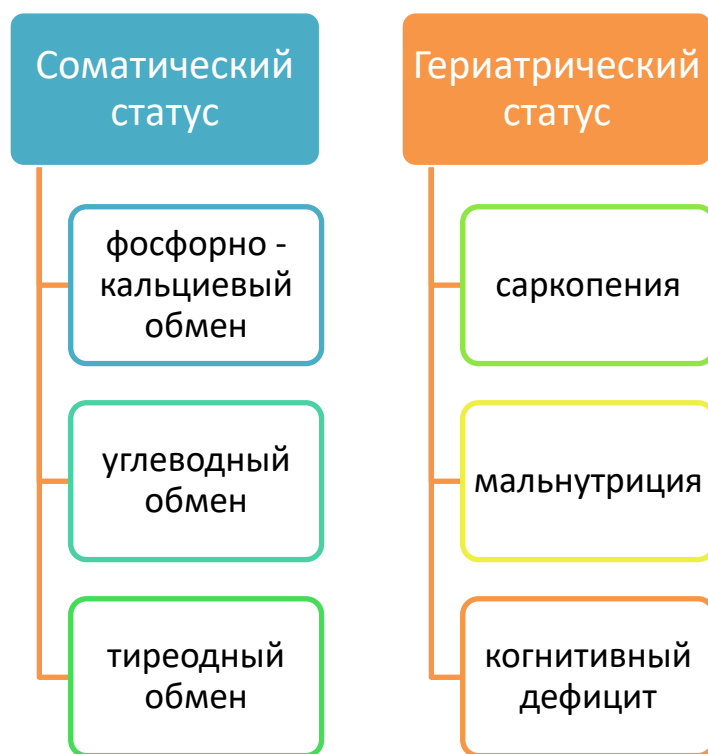 Соматический
статус
фосфорно -
кальциевый
обмен
углеводный
обмен
тиреодный
обмен
Гериатрический
статус
саркопения
мальнутриция
когнитивный
дефицит